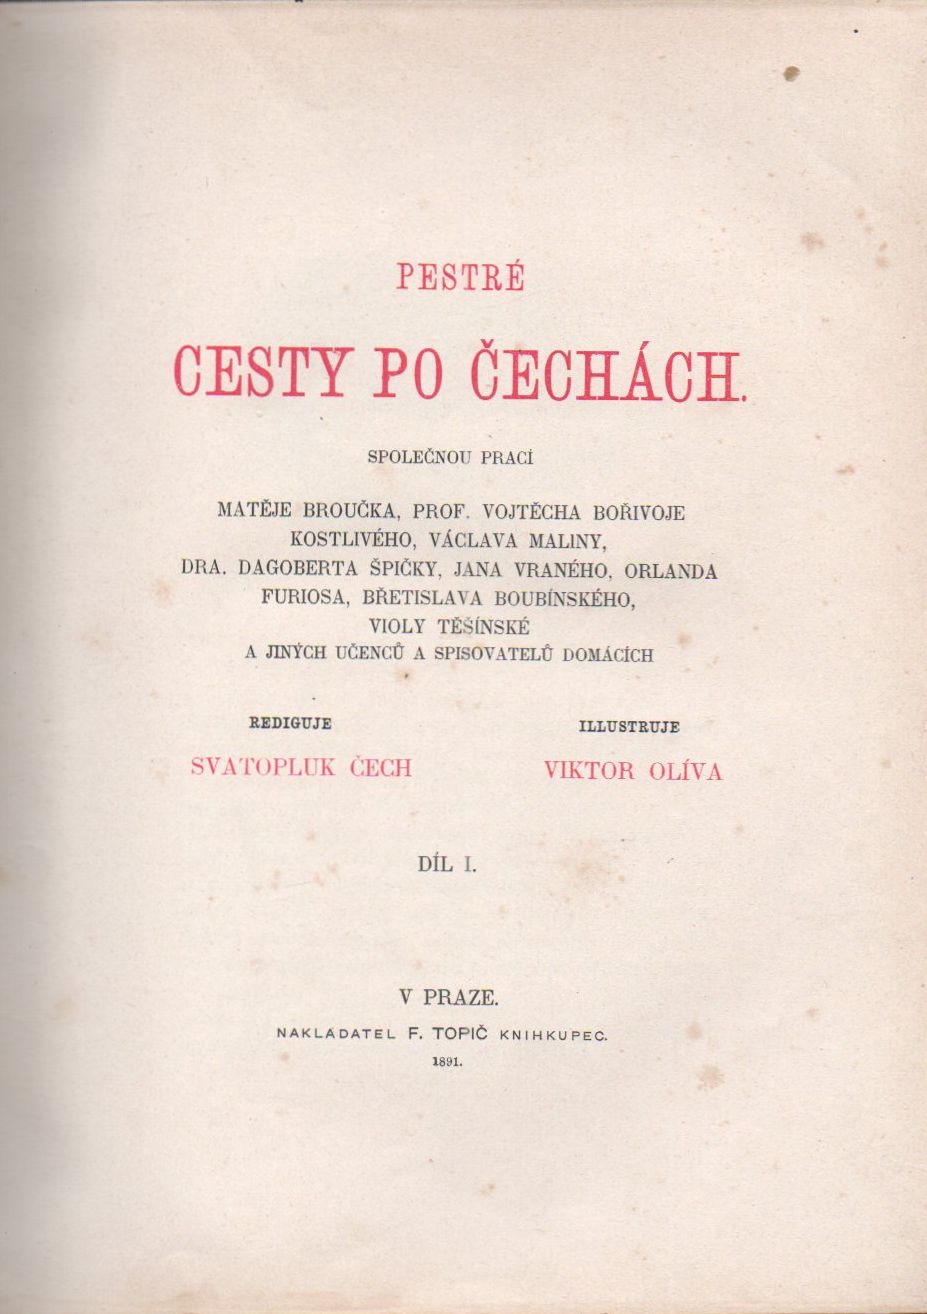 PESTRÉ
CESTY PO ČECHÁCH.
SPOLEČNOU PRACÍ
MATĚJE BROUČKA, PROF. VOJTĚCHA BOŘIVOJE
KOSTLIVÉHO, VÁCLAVA MALINY,
DRA. DAGOBERTA ŠPIČKY, JANA VRANÉHO, ORLANDA
FURIOSA, BŘETISLAVA BOUBÍNSKÉHO,
VIOLY TĚŠÍNSKÉ
A JINÝCH UČENCŮ A SPISOVATELŮ DOMÁCÍCH
REDIGUJE
SVATOPLUK ČECH
ILLUSTRUJE
VIKTOR OLÍVA
DÍL I.
V PRAZE.
NAKLADATEL F. TOPIČ KNIHKUPEC.
1891.